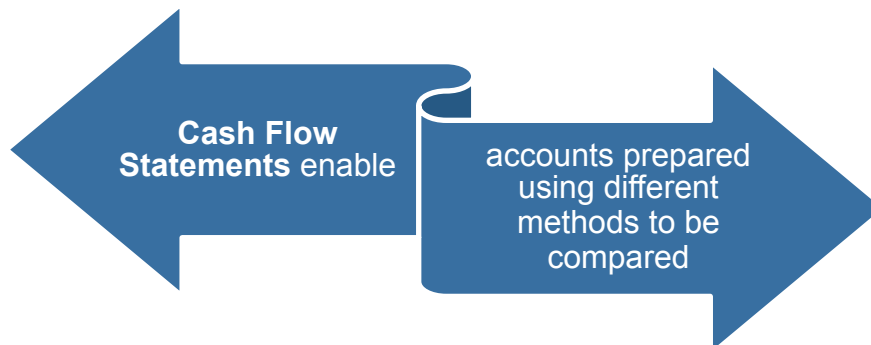 Cash Flow
Statements enable
accounts prepared
using different
methods to be
compared